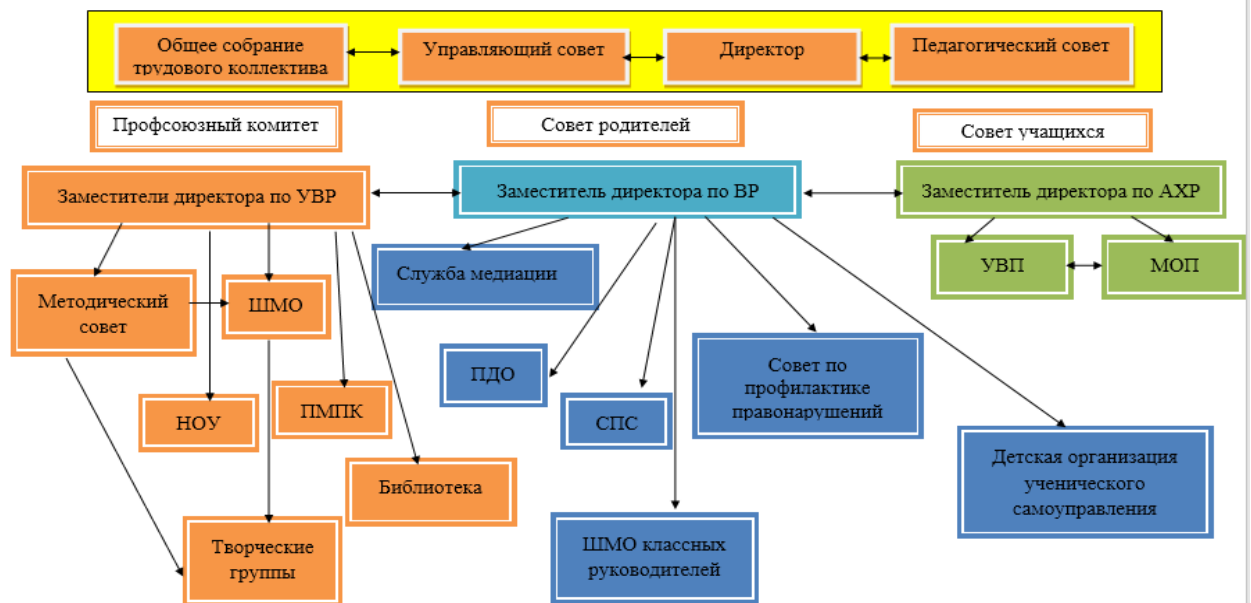 Общее собрание
трудового коллектива
Управляющий совет
Директор
Педагогический совет
Профсоюзный комитет
Совет родителей
Совет учащихся
Заместители директора по УВР
Заместитель директора по ВР
Заместитель директора по АХР
Служба медиации
УВП
МОП
Методический
совет
ШМО
ПДО
Совет по
профилактике
правонарушений
НОУ
ПМПК
СПС
Библиотека
Детская организация
ученического
самоуправления
Творческие
группы
ШМО классных
руководителей